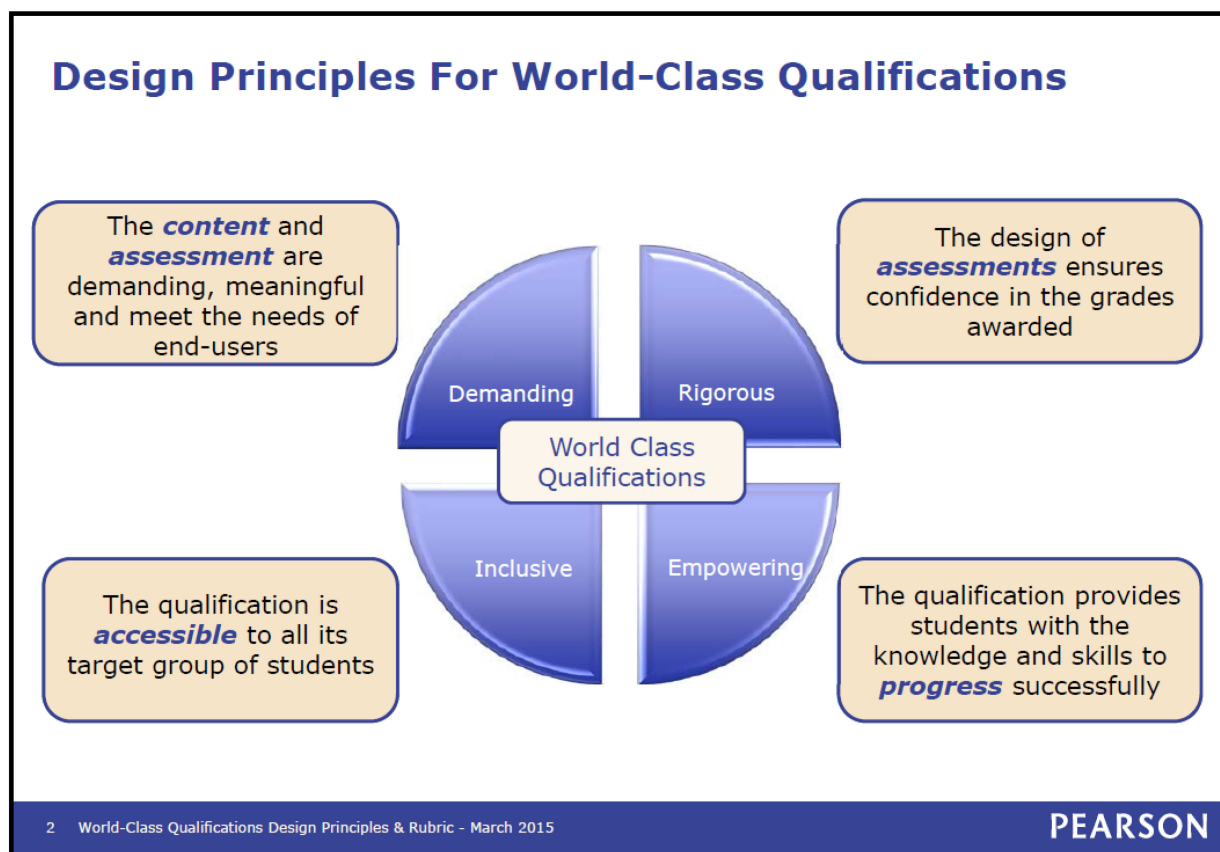 Design Principles For World-Class Qualifications
The content and
assessment are
demanding, meaningful
and meet the needs of
end-users
The design of
assessments ensures
confidence in the grades
awarded
Demanding
Rigorous
World Class
Qualifications
Inclusive
Empowering
The qualification is
accessible to all its
target group of students
The qualification provides
students with the
knowledge and skills to
progress successfully
2 World-Class Qualifications Design Principles & Rubric - March 2015
PEARSON